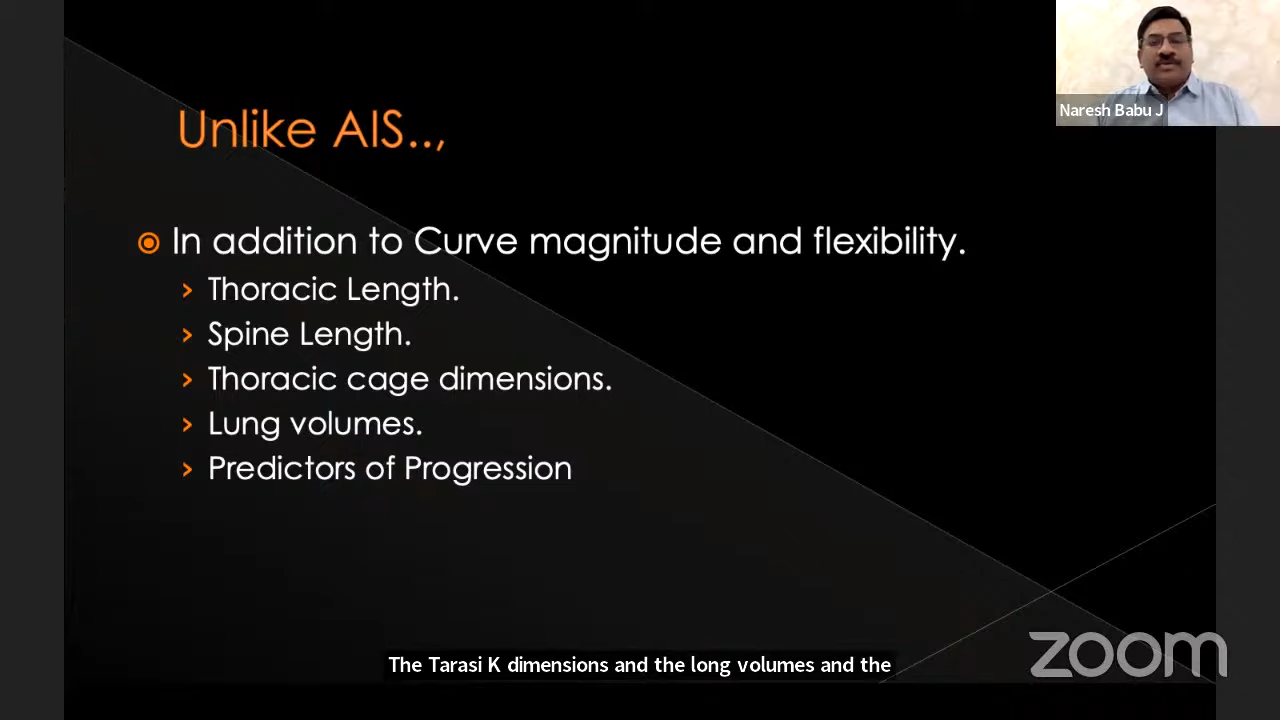 Naresh Babu J
Unlike AIS..,
In addition to Curve magnitude and flexibility.
Thoracic Length.
Spine Length.
Thoracic cage dimensions.
Lung volumes.
Predictors of Progression
The Tarasi K dimensions and the long volumes and the
zoom